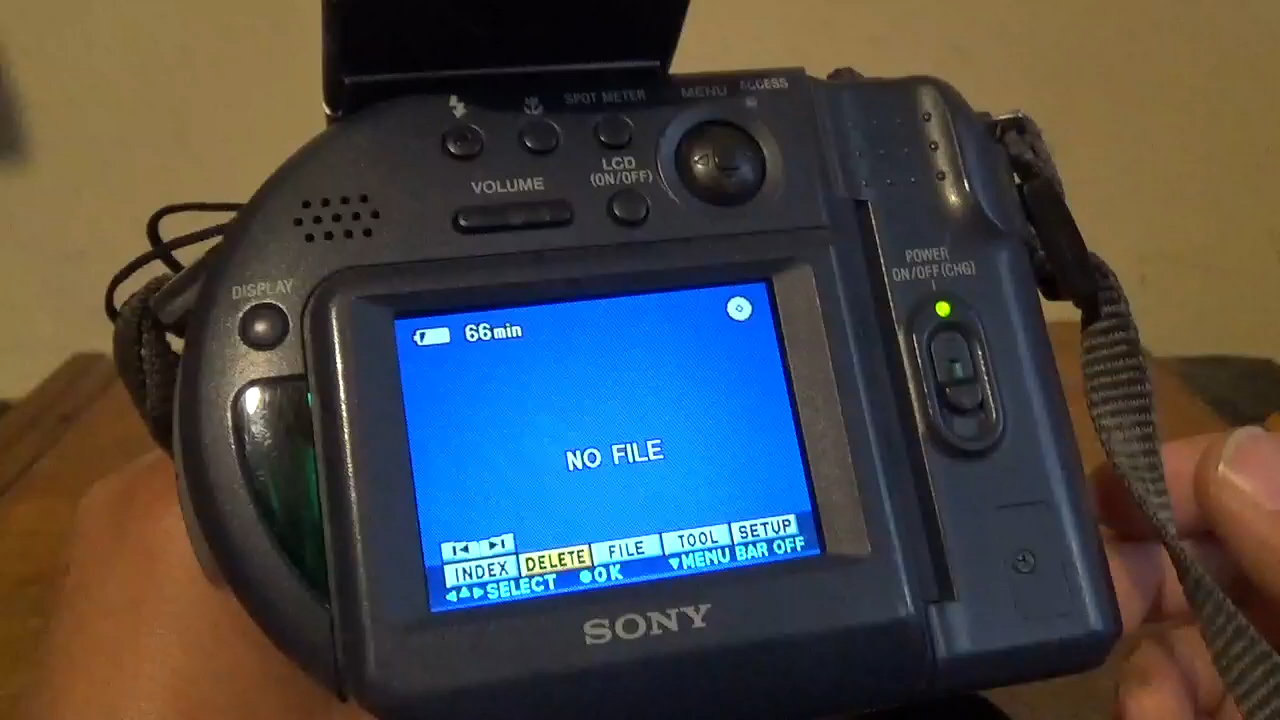 SPOT METER
MENU
ACCESS
LCD
(ON/OFF)
VOLUME
DISPLAY
POWER
ON/OFF(CHG)
66min
NO FILE
INDEX DELETE FILE TOOL SETUP
◀▲▶SELECT ●OK ▼MENU BAR OFF
SONY